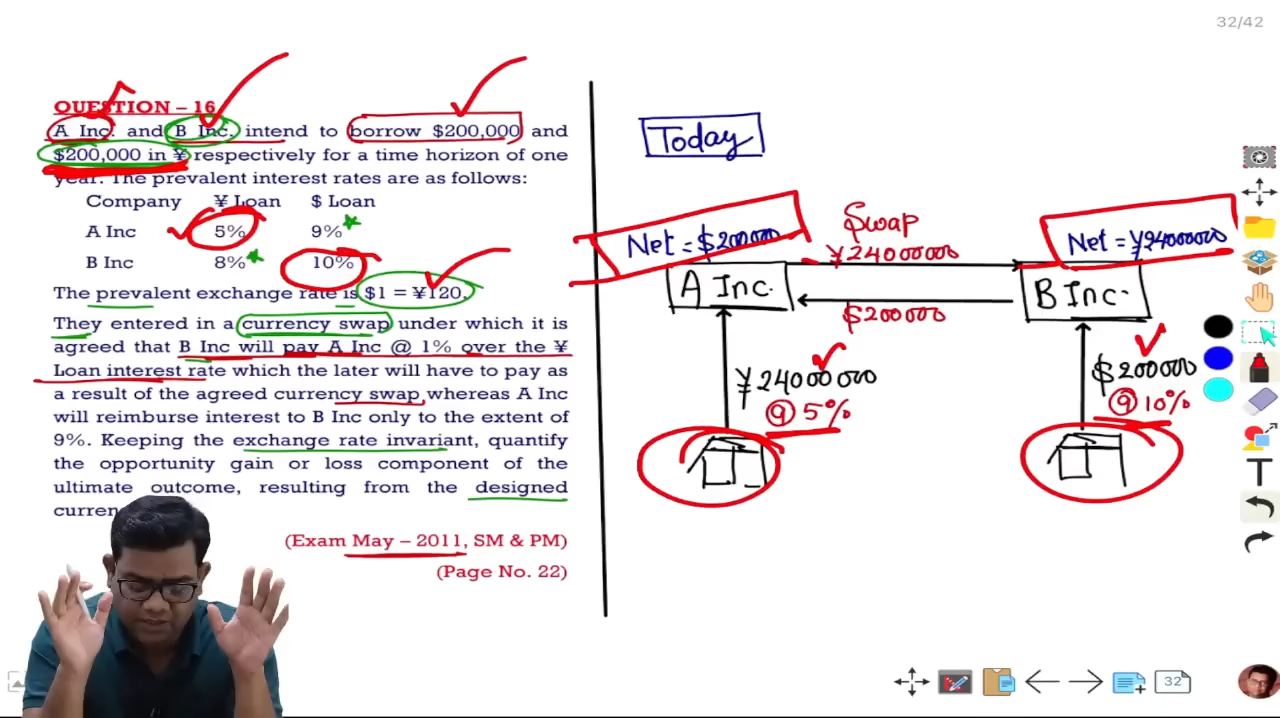 32/42
QUESTION – 16
A Inc. and B Inc. intend to borrow $200,000 and
$200,000 in ¥ respectively for a time horizon of one
year. The prevalent interest rates are as follows:
Company ¥ Loan $ Loan
A Inc 5% 9%
B Inc 8% 10%
The prevalent exchange rate is $1 = ¥120.
They entered in a currency swap under which it is
agreed that B Inc will pay A Inc @ 1% over the ¥
Loan interest rate which the later will have to pay as
a result of the agreed currency swap whereas A Inc
will reimburse interest to B Inc only to the extent of
9%. Keeping the exchange rate invariant, quantify
the opportunity gain or loss component of the
ultimate outcome, resulting from the designed
(Exam May – 2011, SM & PM)
(Page No. 22)
Today
Net = $200000
Swap
¥24000000
Net = ¥24000000
A Inc.
B Inc.
$200000
¥24000000
@ 5%
$200000
@ 10%
T
32